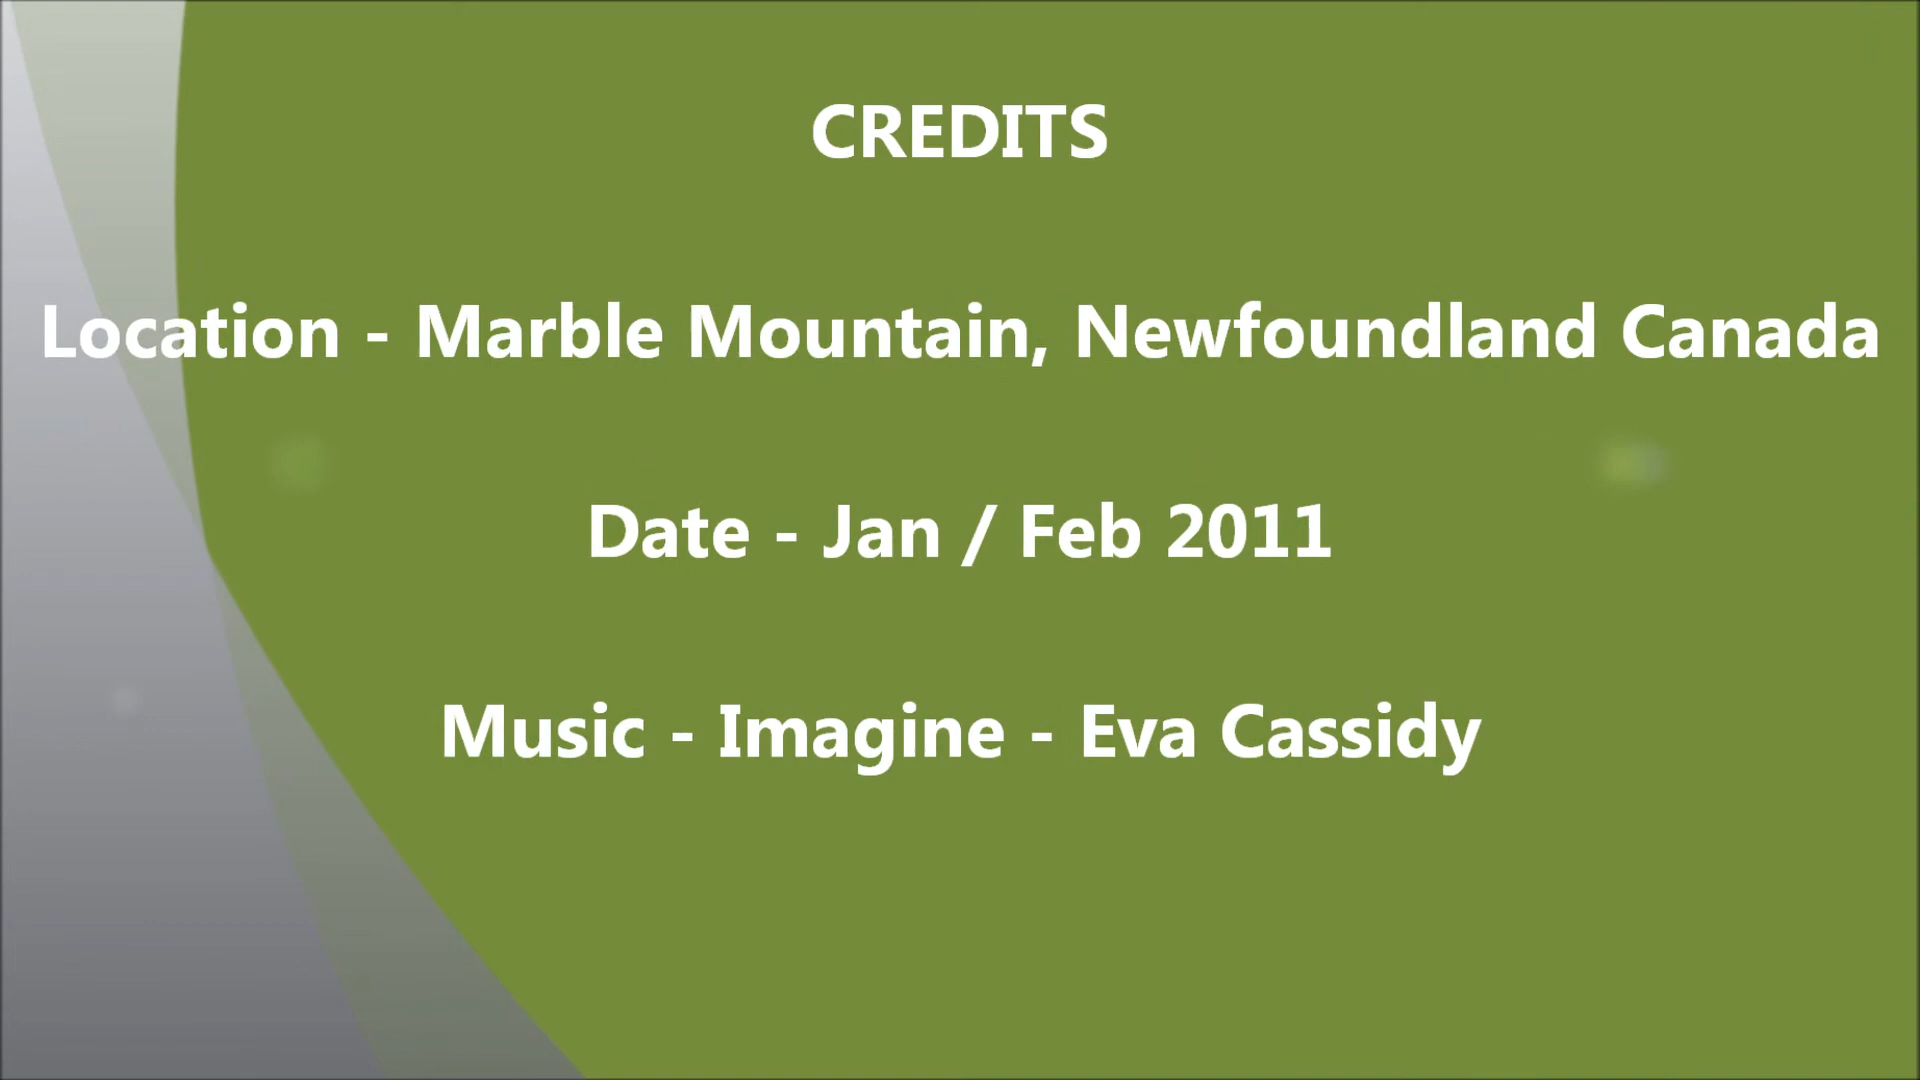 CREDITS
Location - Marble Mountain, Newfoundland Canada
Date - Jan / Feb 2011
Music - Imagine - Eva Cassidy